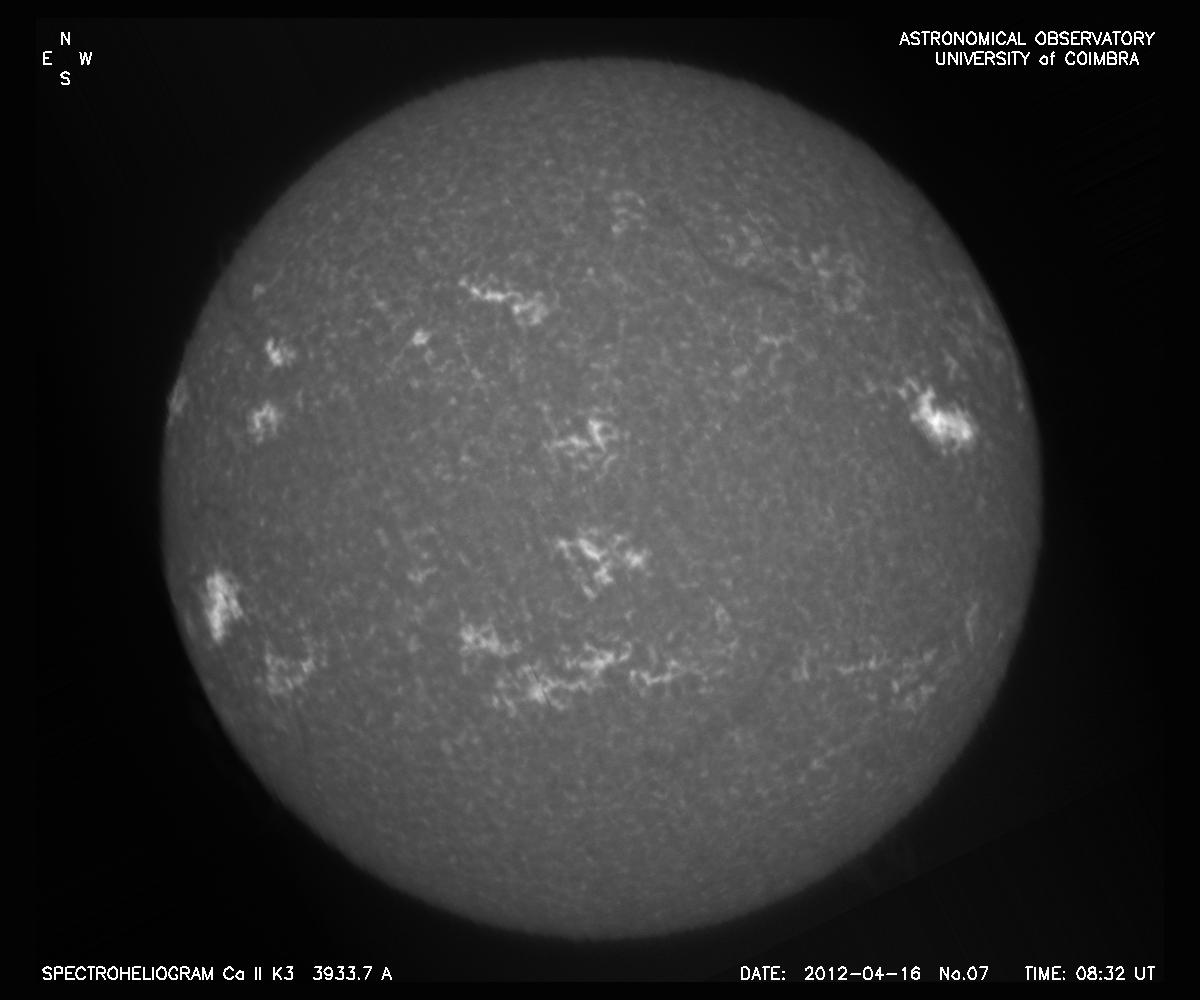 N
E W
S
ASTRONOMICAL OBSERVATORY
UNIVERSITY of COIMBRA
SPECTROHELIOGRAM Ca II K3 3933.7 A
DATE: 2012-04-16 No.07 TIME: 08:32 UT